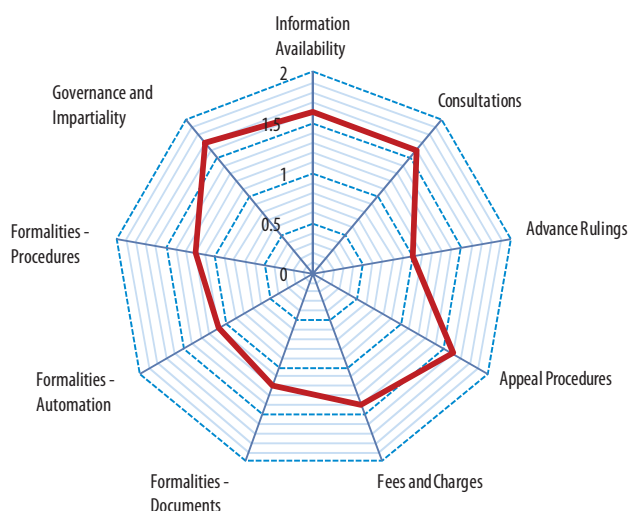 Information
Availability
2
Governance and
Impartiality
Consultations
1.5
1
Formalities -
Procedures
0.5
Advance Rulings
0
Formalities -
Automation
Appeal Procedures
Formalities -
Documents
Fees and Charges